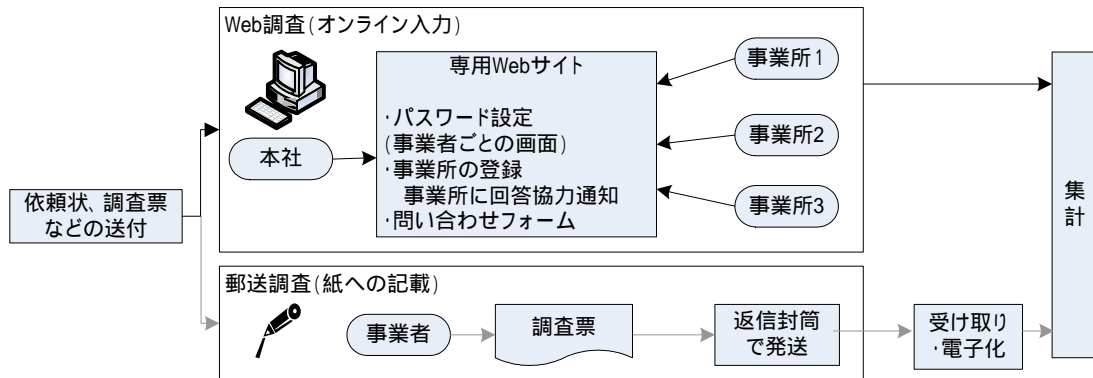 Web調査(オンライン入力)
専用Webサイト
･パスワード設定
(事業者ごとの画面)
･事業所の登録
事業所に回答協力通知
･問い合わせフォーム
本社
事業所1
事業所2
事業所3
依頼状、調査票
などの送付
集計
郵送調査(紙への記載)
事業者
調査票
返信封筒
で発送
受け取り
･電子化